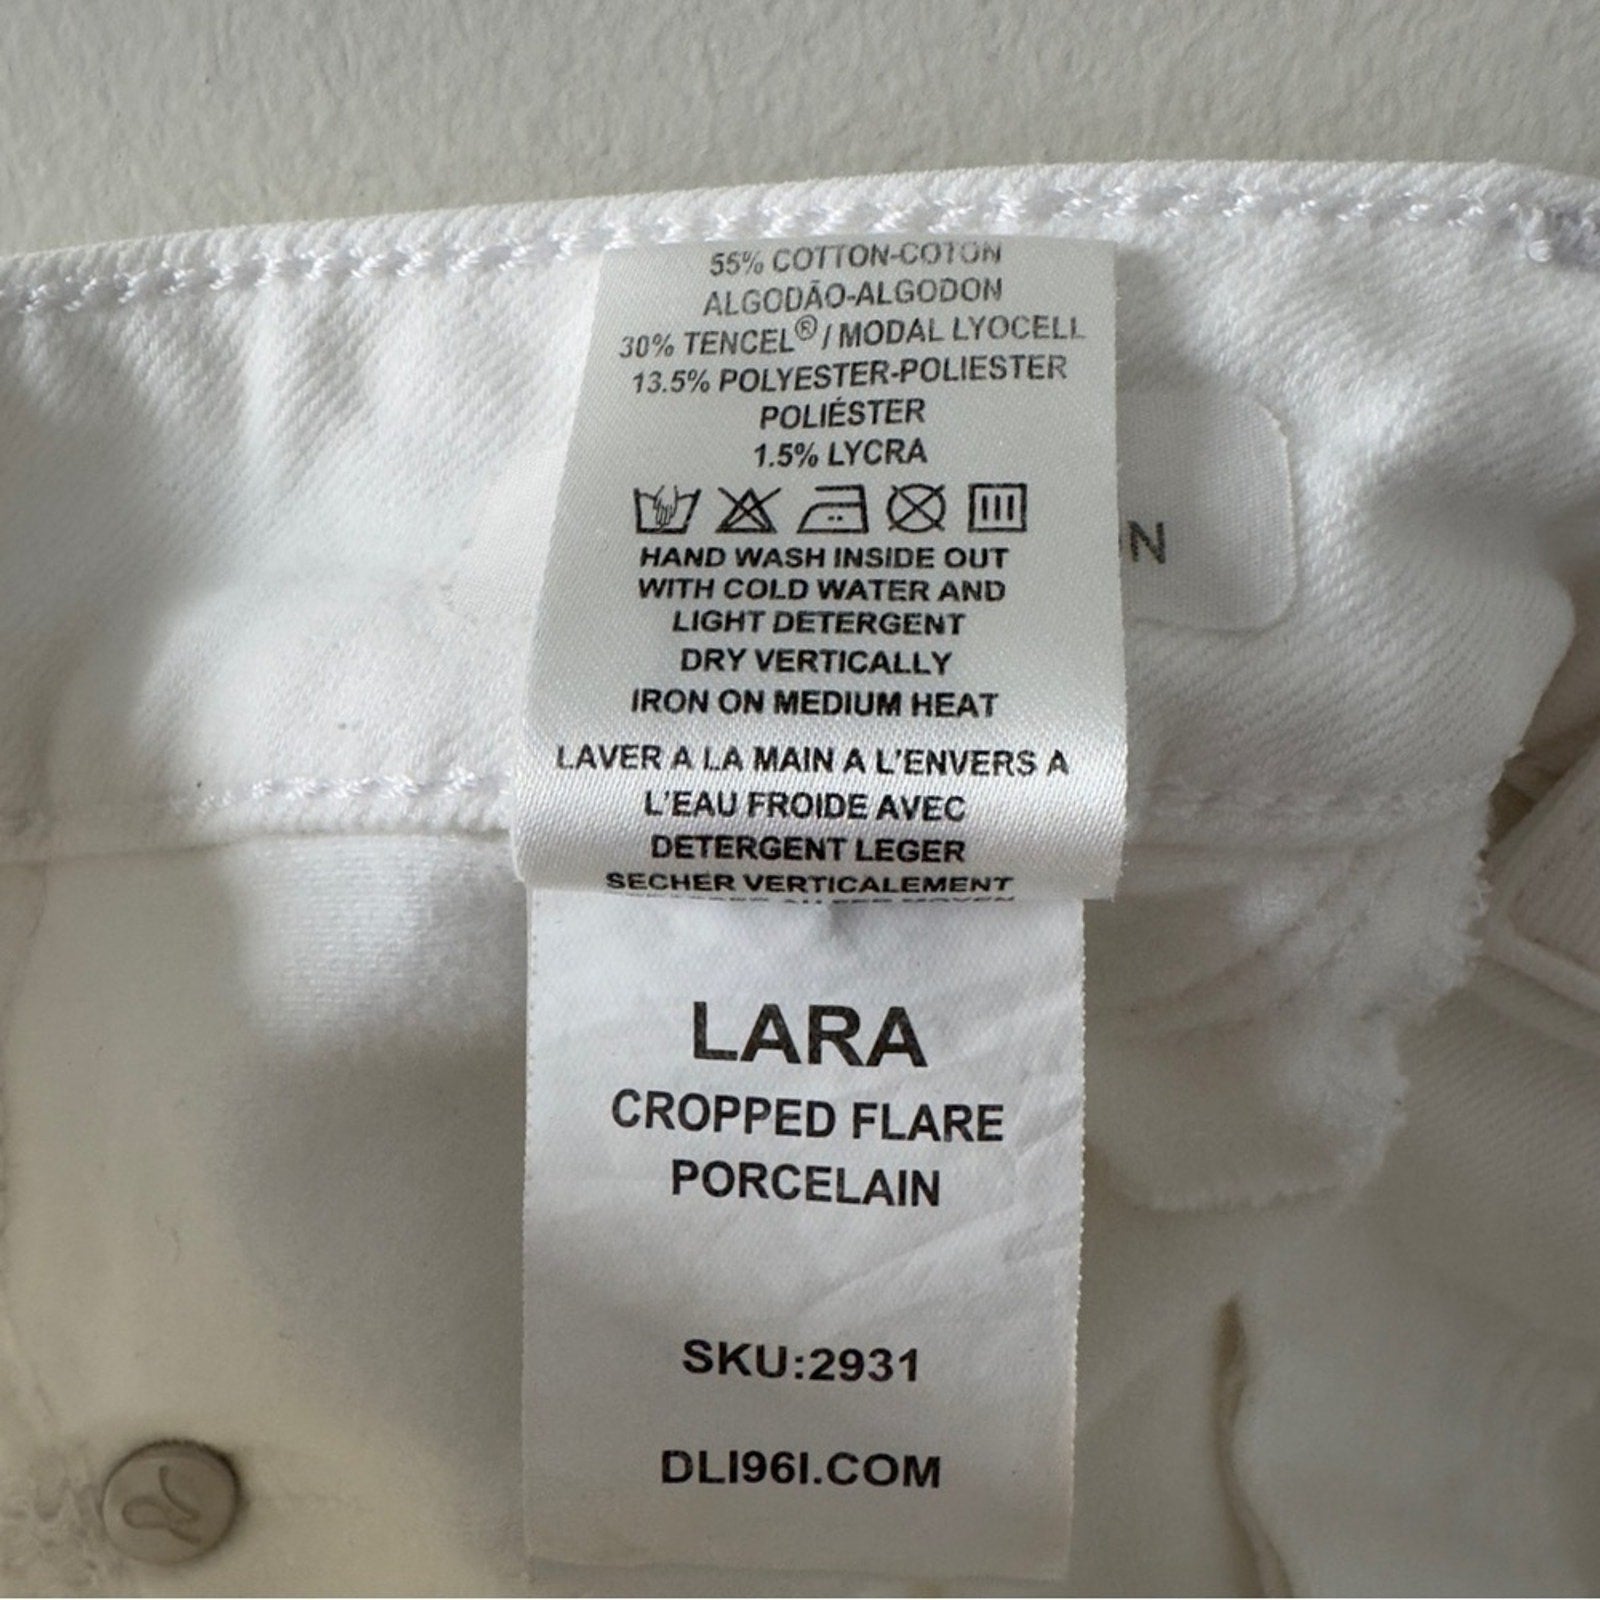 55% COTTON-COTON
ALGODÃO-ALGODON
30% TENCEL®/ MODAL LYOCELL
13.5% POLYESTER-POLIESTER
POLIÉSTER
1.5% LYCRA
N
HAND WASH INSIDE OUT
WITH COLD WATER AND
LIGHT DETERGENT
DRY VERTICALLY
IRON ON MEDIUM HEAT
LAVER A LA MAIN A L'ENVERS A
L'EAU FROIDE AVEC
DETERGENT LEGER
SECHER VERTICALEMENT
LARA
CROPPED FLARE
PORCELAIN
SKU:2931
DL1961.COM